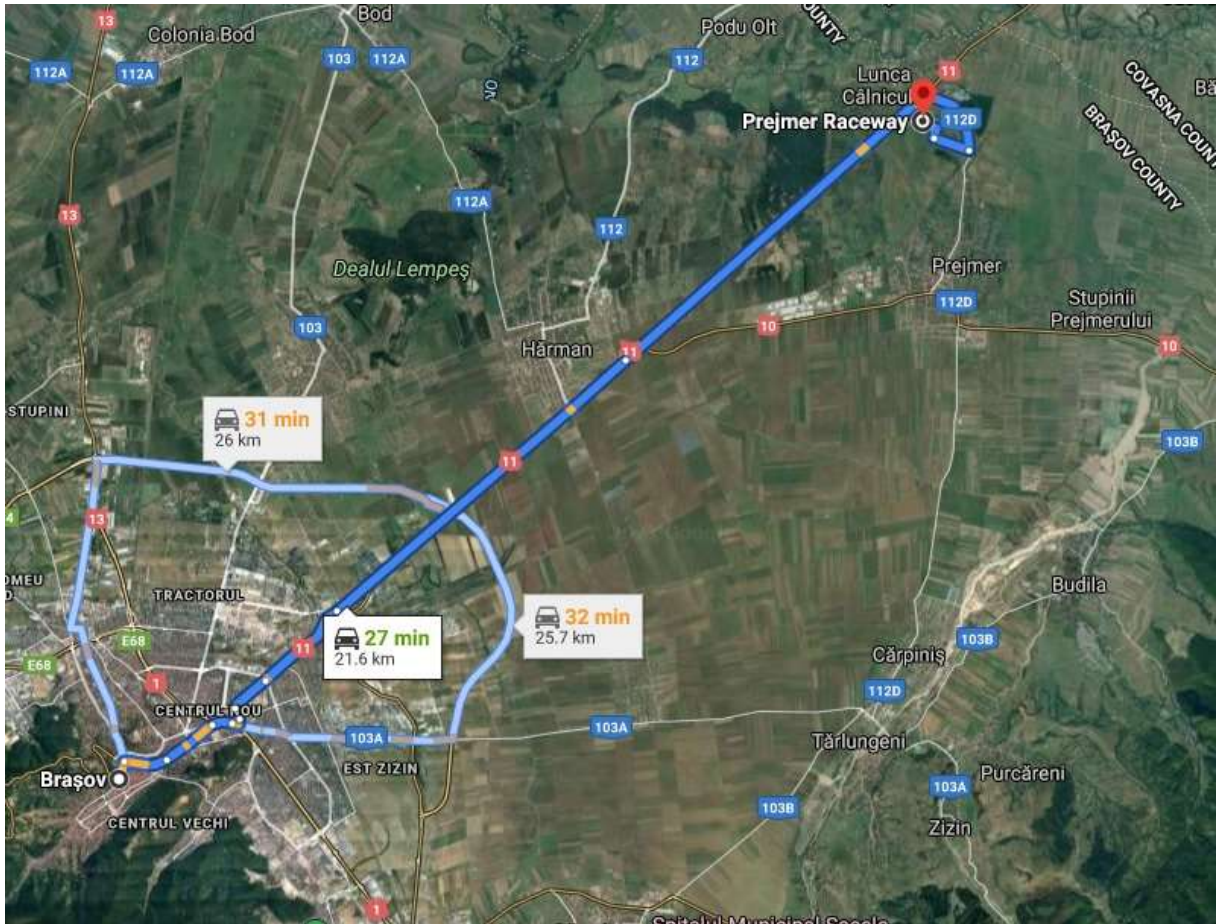 13
Bod
Colonia Bod
Podu Olt
COUNTY
112A
112A
103
112A
112
11
Lunca
Câlnicul
COVASNA COUNTY
BRAȘOV COUNTY
Prejmer Raceway
112D
13
112A
112
Dealul Lempeș
Prejmer
112D
Stupinii
Prejmerului
10
10
103
Hărman
11
STUPINI
31 min
26 km
103B
11
13
TRACTORUL
32 min
25.7 km
Budila
E68
E68
11
27 min
21.6 km
103B
Cărpiniș
1
112D
103A
103A
Tărlungeni
Brașov
EST ZIZIN
Purcăreni
103A
CENTRUL VECHI
103B
Zizin
1